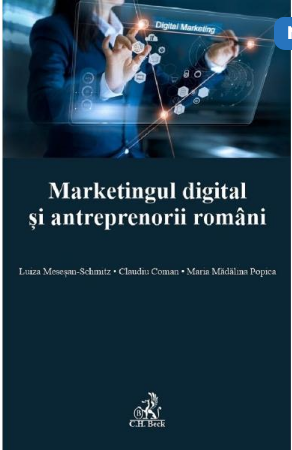 Digital Marketing
Marketingul digital
și antreprenorii români
Luiza Meseșan-Schmitz • Claudiu Coman • Maria Mădălina Popica
C.H. Beck